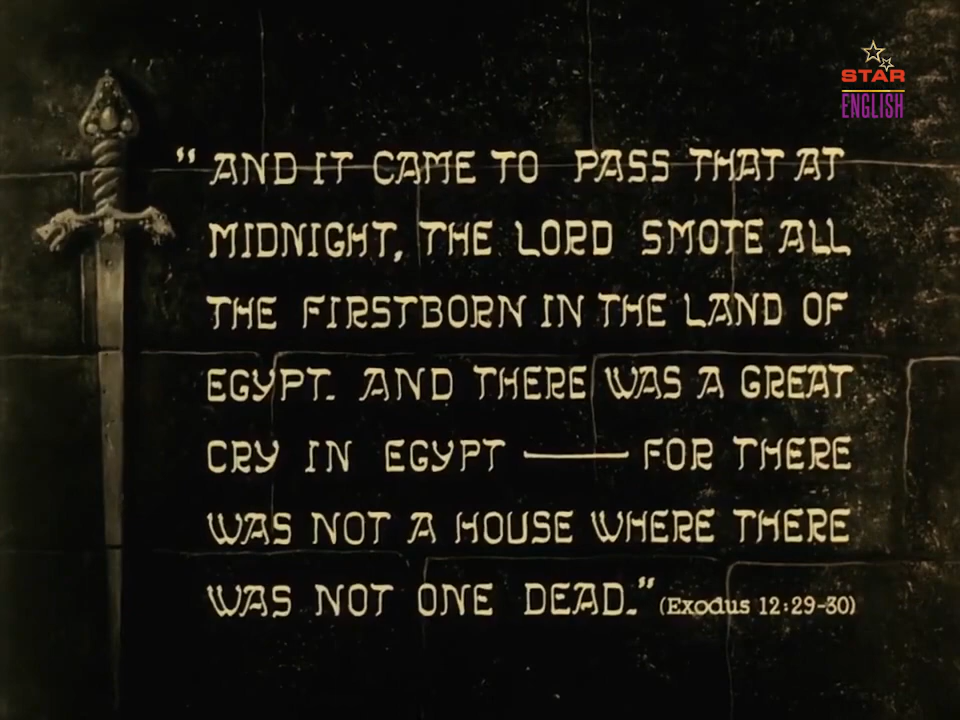 STAR
ENGLISH
“ AND IT CAME TO PASS THAT AT
MIDNIGHT, THE LORD SMOTE ALL
THE FIRSTBORN IN THE LAND OF
EGYPT. AND THERE WAS A GREAT
CRY IN EGYPT —— FOR THERE
WAS NOT A HOUSE WHERE THERE
WAS NOT ONE DEAD.” (Exodus 12:29-30)